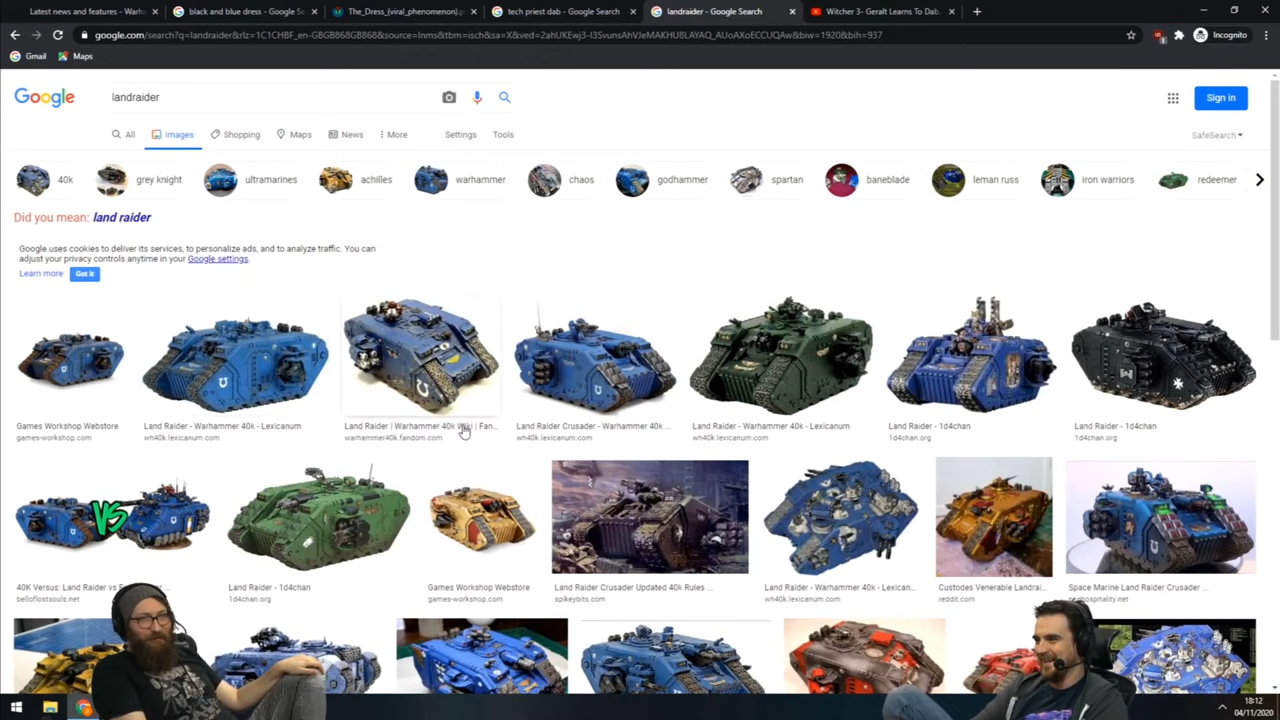 Latest news and features - Warh
black and blue dress - Google S
The_Dress_(viral_phenomenon).p
tech priest dab - Google Search
landraider - Google Search
Witcher 3- Geralt Learns To Dab
google.com/search?q=landraider&rlz=1C1CHBF_en-GBGB868GB868&source=lnms&tbm=isch&sa=X&ved=2ahUKEwj3-I3SvunsAhVJeMAKHU8LAYAQ_AUoAXoECCUQAw&biw=1920&bih=937
Incognito
Gmail
Maps
Google
landraider
Sign in
All
Images
Shopping
Maps
News
More
Settings
Tools
SafeSearch
40k
grey knight
ultramarines
achilles
warhammer
chaos
godhammer
spartan
baneblade
leman russ
iron warriors
redeemer
Did you mean: land raider
Google uses cookies to deliver its services, to personalize ads, and to analyze traffic. You can
adjust your privacy controls anytime in your Google settings.
Learn more
Got it
Games Workshop Webstore
games-workshop.com
Land Raider - Warhammer 40k - Lexicanum
wh40k.lexicanum.com
Land Raider | Warhammer 40k Wiki | Fan...
warhammer40k.fandom.com
Land Raider Crusader - Warhammer 40k ...
wh40k.lexicanum.com
Land Raider - Warhammer 40k - Lexicanum
wh40k.lexicanum.com
Land Raider - 1d4chan
1d4chan.org
Land Raider - 1d4chan
1d4chan.org
VS
40K Versus: Land Raider vs
belloflostsouls.net
Land Raider - 1d4chan
1d4chan.org
Games Workshop Webstore
games-workshop.com
Land Raider Crusader Updated 40k Rules ...
spikeybits.com
Land Raider - Warhammer 40k - Lexican...
wh40k.lexicanum.com
Custodes Venerable Landrai...
reddit.com
Space Marine Land Raider Crusader ...
18:12
04/11/2020